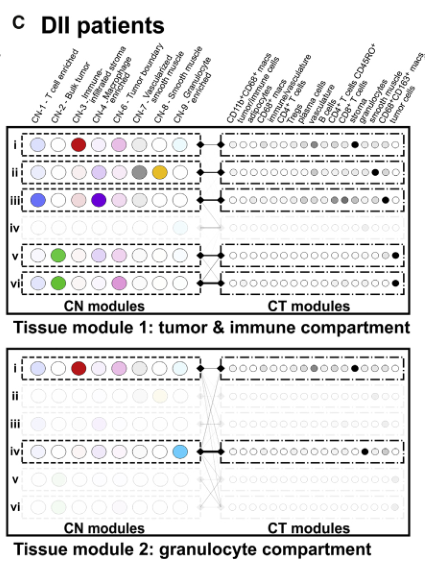 C DII patients
CN-1 - T cell enriched
CN-2 - Bulk tumor
CN-3 - Immune-infiltrated stroma
CN-4 - Macrophage enriched
CN-6 - Tumor boundary
CN-7 - Vascularized smooth muscle
CN-8 - Smooth muscle
CN-9 - Granulocyte enriched
CD11b+CD68+ macs
tumor/immune cells
adipocytes
CD68+ macs
immune/vasculature
CD4+ T cells
Tregs
plasma cells
vasculature
B cells
CD4+ T cells CD45RO+
CD8+ T cells
stroma
granulocytes
smooth muscle
CD68+CD163+ macs
tumor cells
i
ii
iii
iv
v
vi
CN modules CT modules
Tissue module 1: tumor & immune compartment
i
ii
iii
iv
v
vi
CN modules CT modules
Tissue module 2: granulocyte compartment